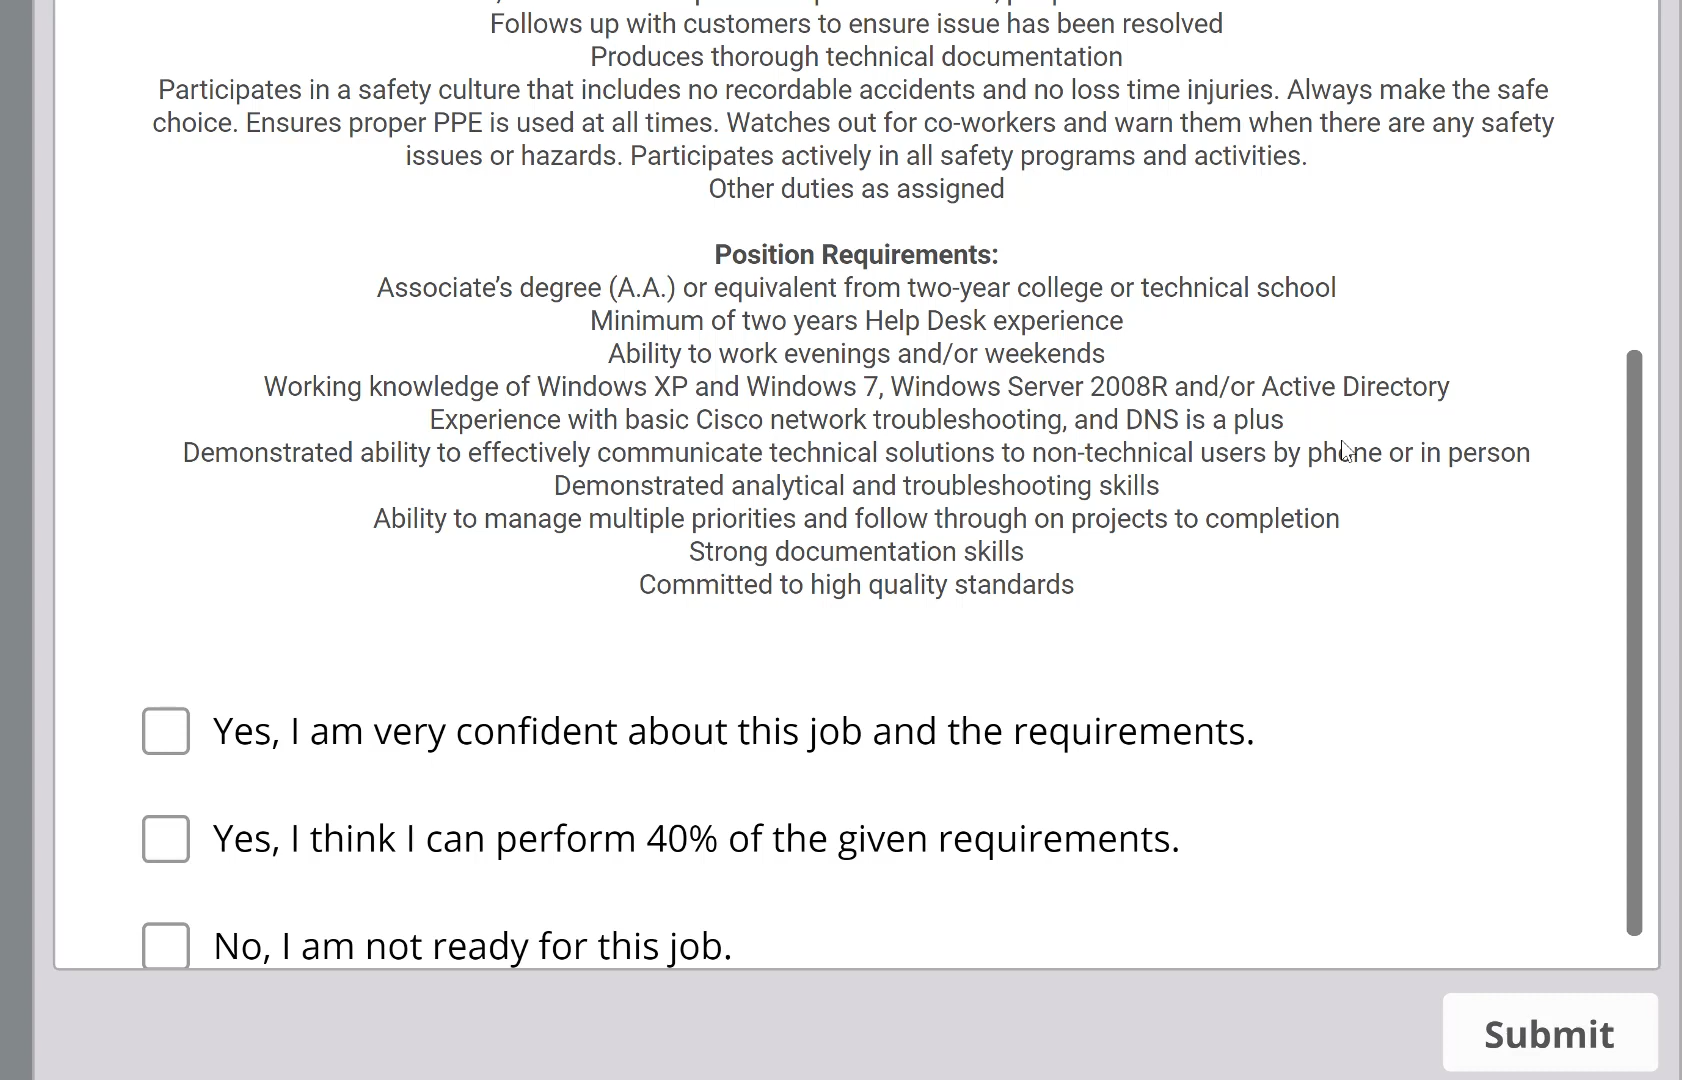 Follows up with customers to ensure issue has been resolved
Produces thorough technical documentation
Participates in a safety culture that includes no recordable accidents and no loss time injuries. Always make the safe
choice. Ensures proper PPE is used at all times. Watches out for co-workers and warn them when there are any safety
issues or hazards. Participates actively in all safety programs and activities.
Other duties as assigned
Position Requirements:
Associate’s degree (A.A.) or equivalent from two-year college or technical school
Minimum of two years Help Desk experience
Ability to work evenings and/or weekends
Working knowledge of Windows XP and Windows 7, Windows Server 2008R and/or Active Directory
Experience with basic Cisco network troubleshooting, and DNS is a plus
Demonstrated ability to effectively communicate technical solutions to non-technical users by phone or in person
Demonstrated analytical and troubleshooting skills
Ability to manage multiple priorities and follow through on projects to completion
Strong documentation skills
Committed to high quality standards
Yes, I am very confident about this job and the requirements.
Yes, I think I can perform 40% of the given requirements.
No, I am not ready for this job.
Submit